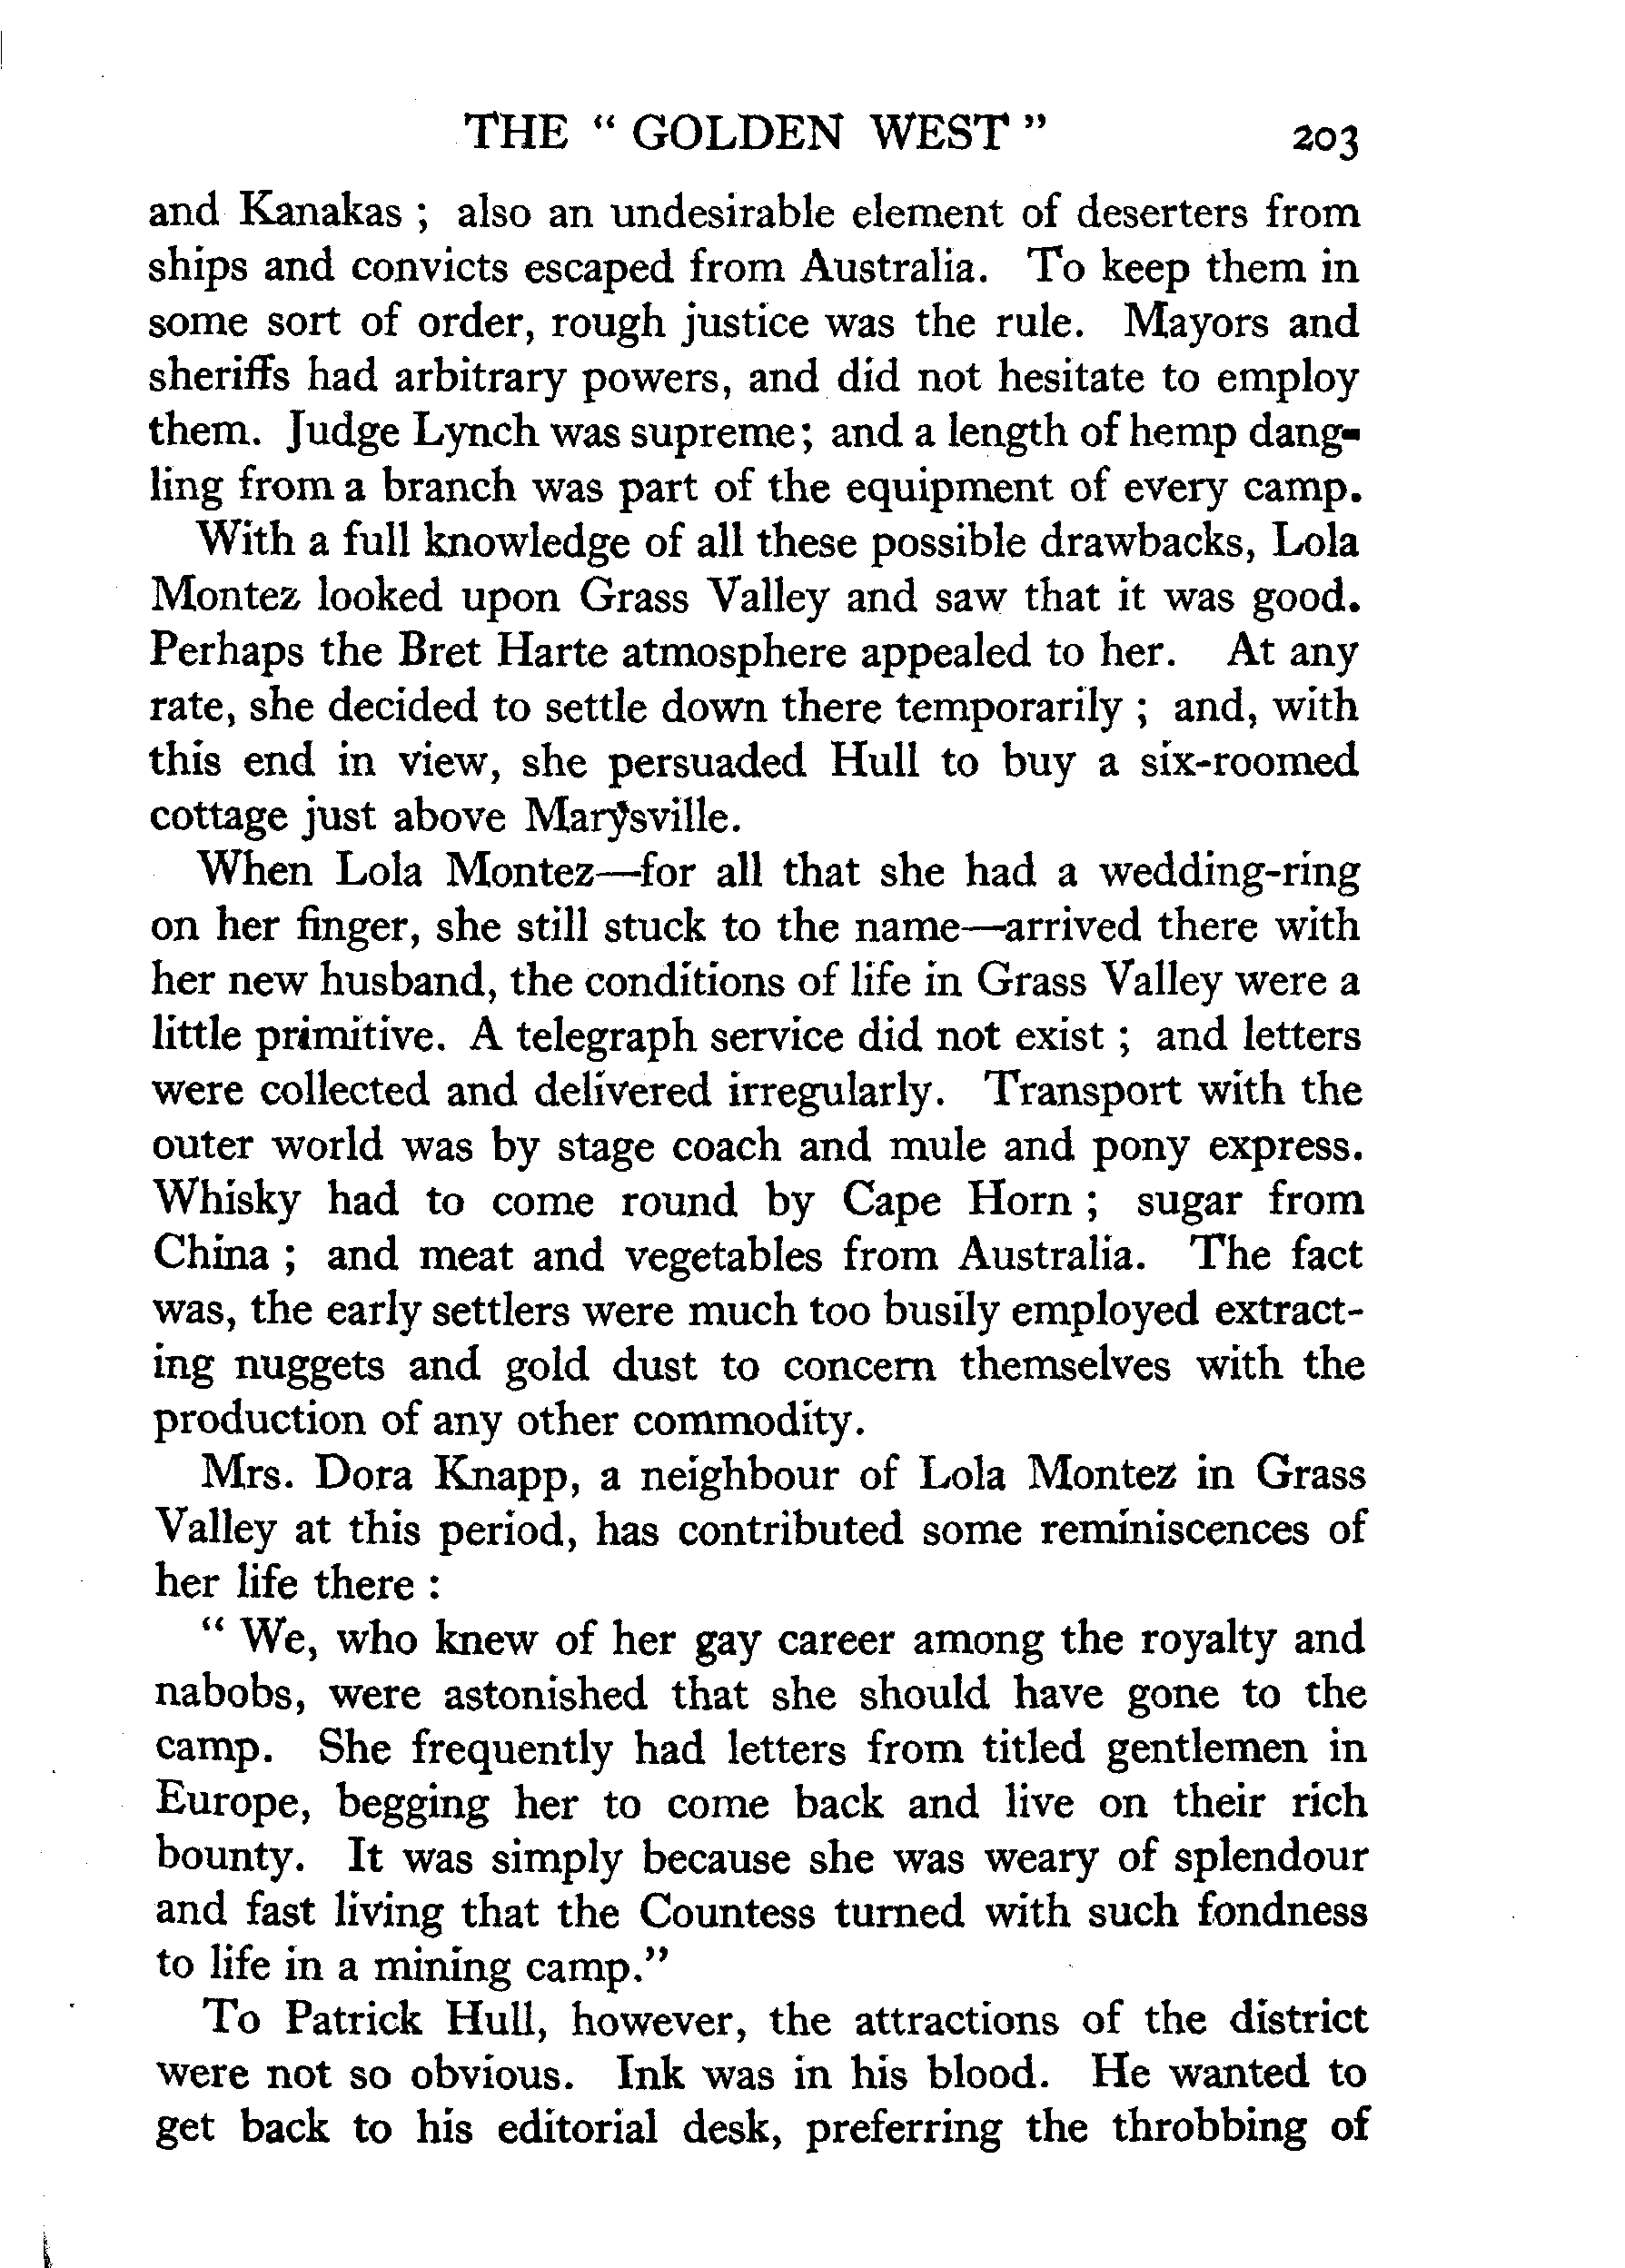 THE “ GOLDEN WEST ” 203
and Kanakas ; also an undesirable element of deserters from
ships and convicts escaped from Australia. To keep them in
some sort of order, rough justice was the rule. Mayors and
sheriffs had arbitrary powers, and did not hesitate to employ
them. Judge Lynch was supreme; and a length of hemp dang-
ling from a branch was part of the equipment of every camp.
With a full knowledge of all these possible drawbacks, Lola
Montez looked upon Grass Valley and saw that it was good.
Perhaps the Bret Harte atmosphere appealed to her. At any
rate, she decided to settle down there temporarily ; and, with
this end in view, she persuaded Hull to buy a six-roomed
cottage just above Marysville.
When Lola Montez—for all that she had a wedding-ring
on her finger, she still stuck to the name—arrived there with
her new husband, the conditions of life in Grass Valley were a
little primitive. A telegraph service did not exist ; and letters
were collected and delivered irregularly. Transport with the
outer world was by stage coach and mule and pony express.
Whisky had to come round by Cape Horn ; sugar from
China ; and meat and vegetables from Australia. The fact
was, the early settlers were much too busily employed extract-
ing nuggets and gold dust to concern themselves with the
production of any other commodity.
Mrs. Dora Knapp, a neighbour of Lola Montez in Grass
Valley at this period, has contributed some reminiscences of
her life there :
“ We, who knew of her gay career among the royalty and
nabobs, were astonished that she should have gone to the
camp. She frequently had letters from titled gentlemen in
Europe, begging her to come back and live on their rich
bounty. It was simply because she was weary of splendour
and fast living that the Countess turned with such fondness
to life in a mining camp.”
To Patrick Hull, however, the attractions of the district
were not so obvious. Ink was in his blood. He wanted to
get back to his editorial desk, preferring the throbbing of